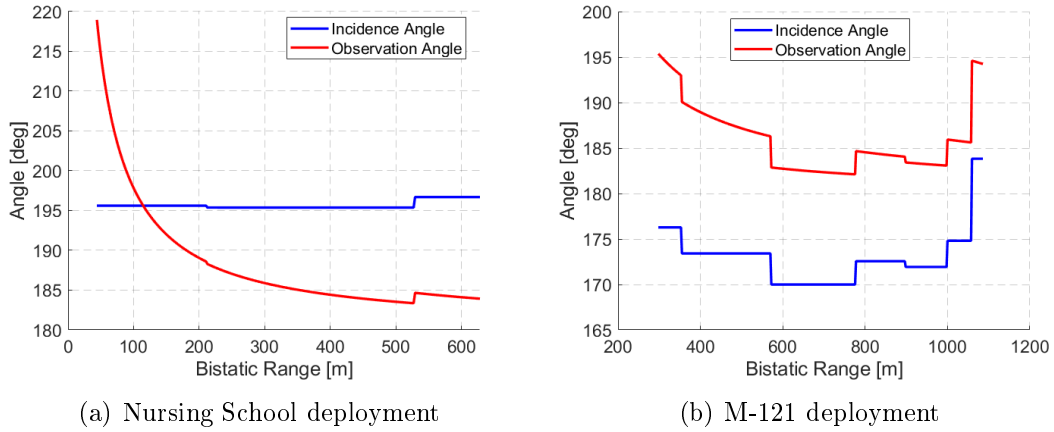 220
215
210
205
200
195
190
185
180
Angle [deg]
0 100 200 300 400 500 600
Bistatic Range [m]
Incidence Angle
Observation Angle
(a) Nursing School deployment
200
195
190
185
180
175
170
165
Angle [deg]
200 400 600 800 1000 1200
Bistatic Range [m]
Incidence Angle
Observation Angle
(b) M-121 deployment